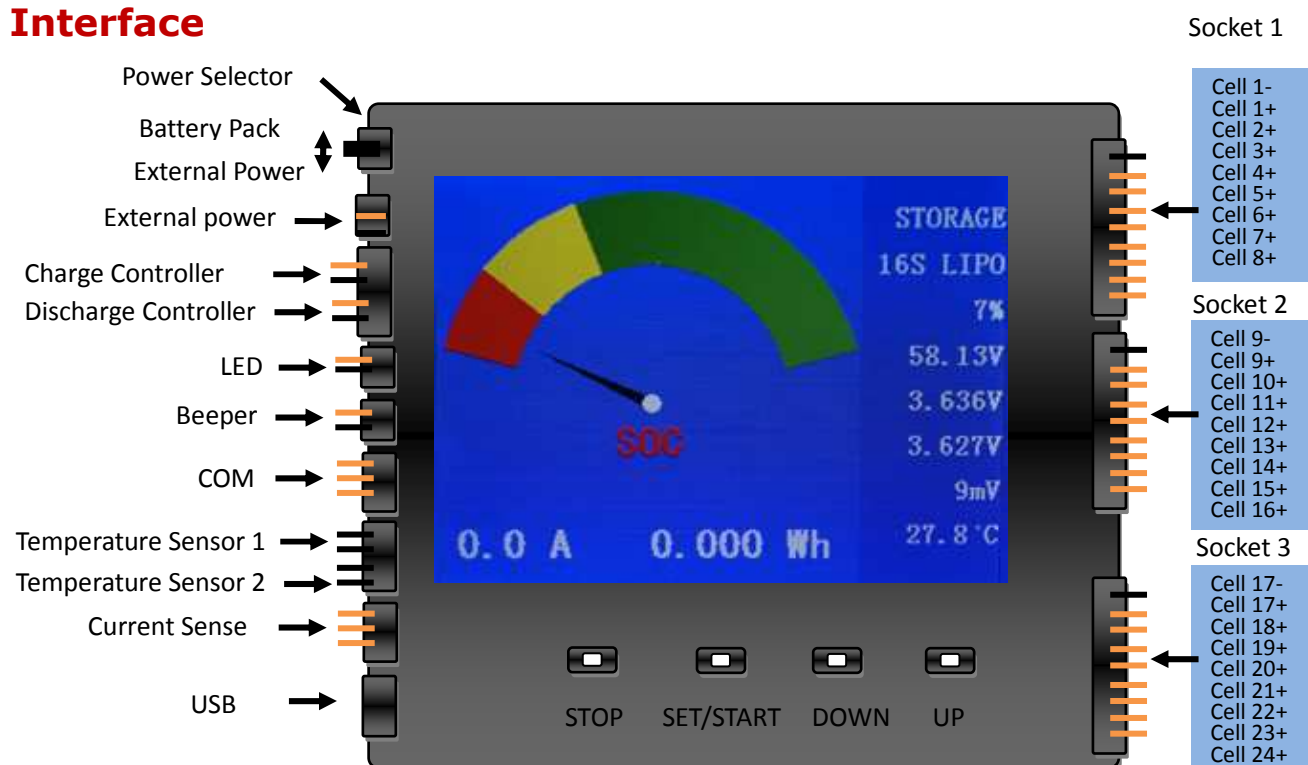 Interface
Power Selector
Battery Pack
External Power
External power
Charge Controller
Discharge Controller
LED
Beeper
COM
Temperature Sensor 1
Temperature Sensor 2
Current Sense
USB
STORAGE
16S LIPO
7%
58.13V
3.636V
3.627V
9mV
27.8°C
SOC
0.0 A 0.000 Wh
STOP SET/START DOWN UP
Socket 1
Cell 1-
Cell 1+
Cell 2+
Cell 3+
Cell 4+
Cell 5+
Cell 6+
Cell 7+
Cell 8+
Socket 2
Cell 9-
Cell 9+
Cell 10+
Cell 11+
Cell 12+
Cell 13+
Cell 14+
Cell 15+
Cell 16+
Socket 3
Cell 17-
Cell 17+
Cell 18+
Cell 19+
Cell 20+
Cell 21+
Cell 22+
Cell 23+
Cell 24+